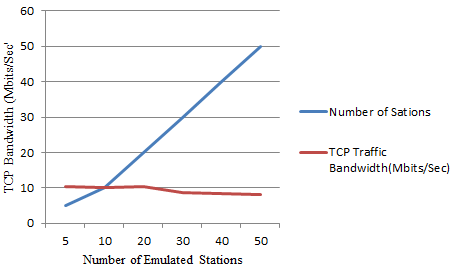 60
50
40
30
20
10
0
TCP Bandwidth (Mbits/Sec'
5 10 20 30 40 50
Number of Emulated Stations
Number of Sations
TCP Traffic
Bandwidth(Mbits/Sec)